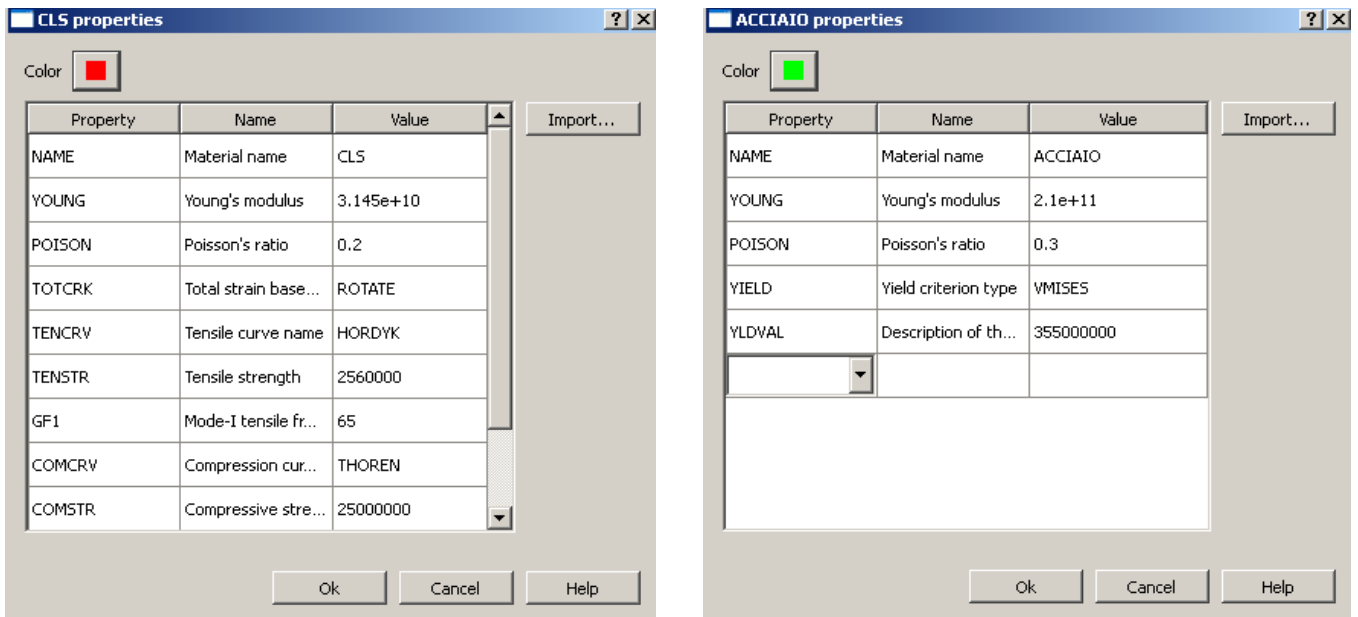 CLS properties
Color
Import...
Property Name Value
NAME Material name CLS
YOUNG Young's modulus 3.145e+10
POISON Poisson's ratio 0.2
TOTCRK Total strain base... ROTATE
TENCRV Tensile curve name HORDYK
TENSTR Tensile strength 2560000
GF1 Mode-I tensile fr... 65
COMCRV Compression cur... THOREN
COMSTR Compressive stre... 25000000
Ok Cancel Help
ACCIAIO properties
Color
Import...
Property Name Value
NAME Material name ACCIAIO
YOUNG Young's modulus 2.1e+11
POISON Poisson's ratio 0.3
YIELD Yield criterion type VMISES
YLDVAL Description of th... 355000000
Ok Cancel Help